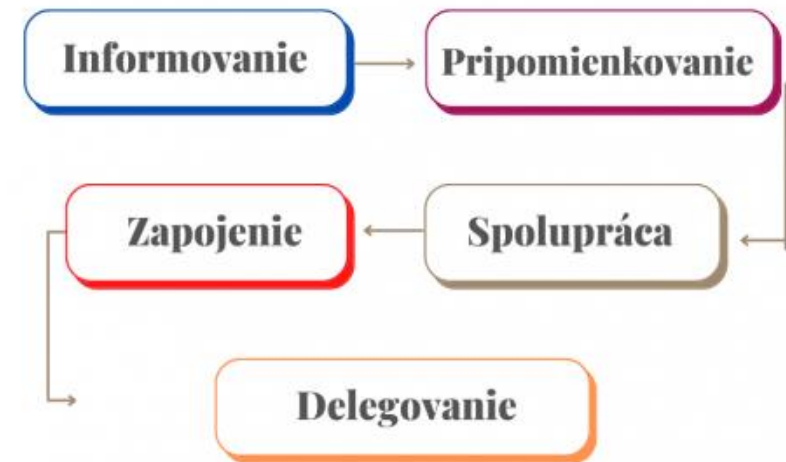 Informovanie
Pripomienkovanie
Spolupráca
Zapojenie
Delegovanie